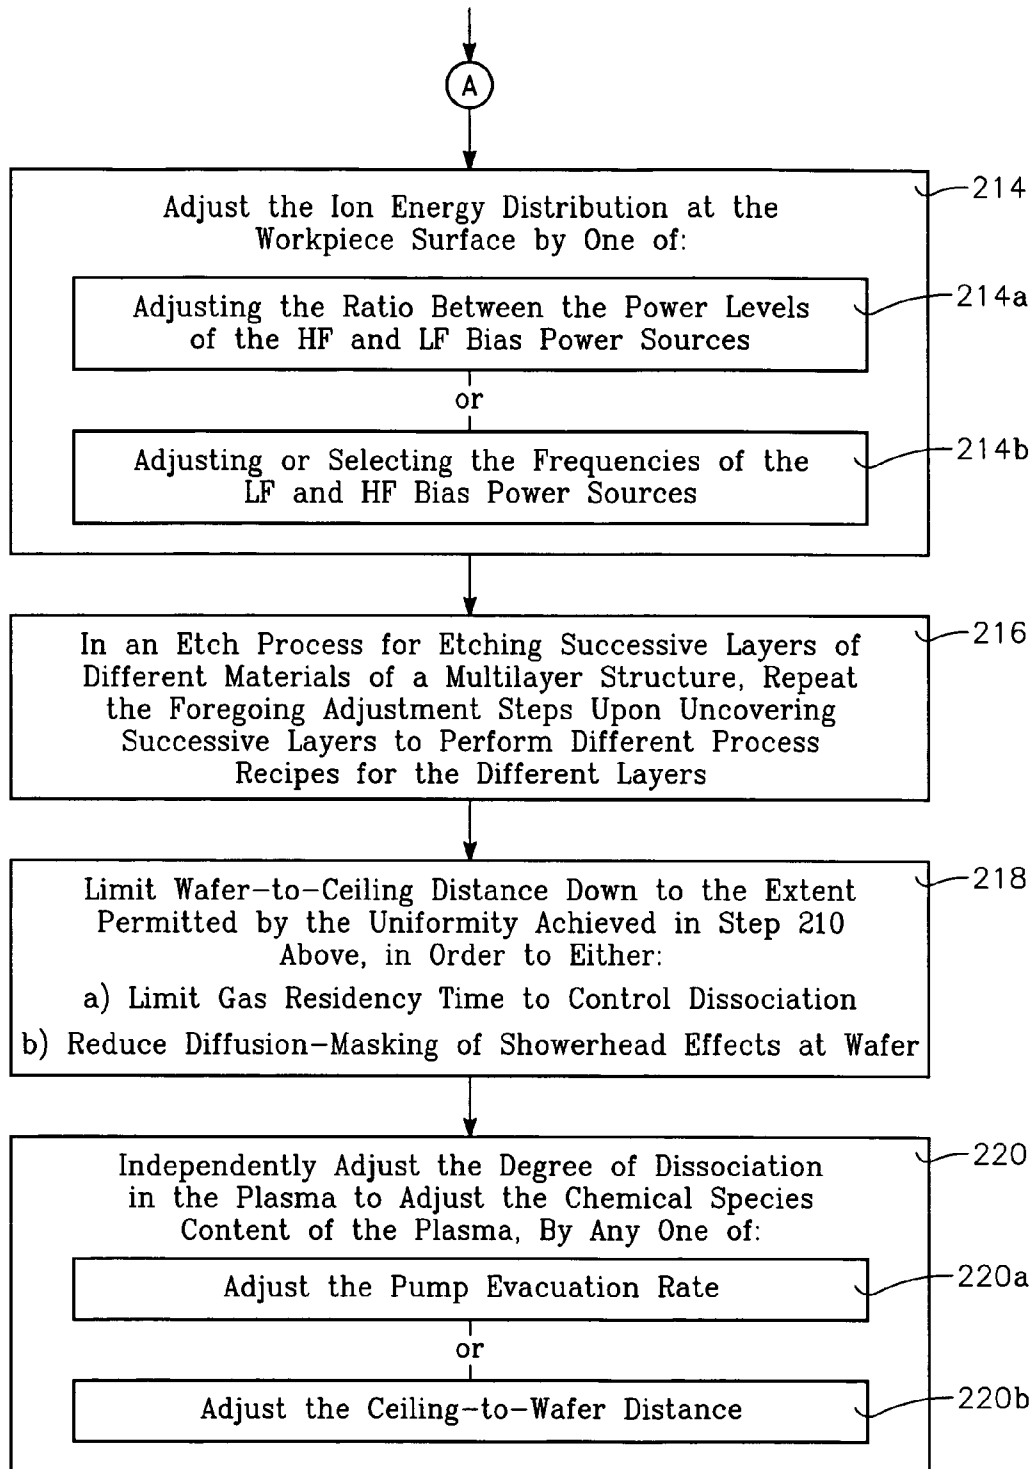 A
214
Adjust the Ion Energy Distribution at the
Workpiece Surface by One of:
214a
Adjusting the Ratio Between the Power Levels
of the HF and LF Bias Power Sources
or
214b
Adjusting or Selecting the Frequencies of the
LF and HF Bias Power Sources
216
In an Etch Process for Etching Successive Layers of
Different Materials of a Multilayer Structure, Repeat
the Foregoing Adjustment Steps Upon Uncovering
Successive Layers to Perform Different Process
Recipes for the Different Layers
218
Limit Wafer-to-Ceiling Distance Down to the Extent
Permitted by the Uniformity Achieved in Step 210
Above, in Order to Either:
a) Limit Gas Residency Time to Control Dissociation
b) Reduce Diffusion-Masking of Showerhead Effects at Wafer
220
Independently Adjust the Degree of Dissociation
in the Plasma to Adjust the Chemical Species
Content of the Plasma, By Any One of:
220a
Adjust the Pump Evacuation Rate
or
220b
Adjust the Ceiling-to-Wafer Distance